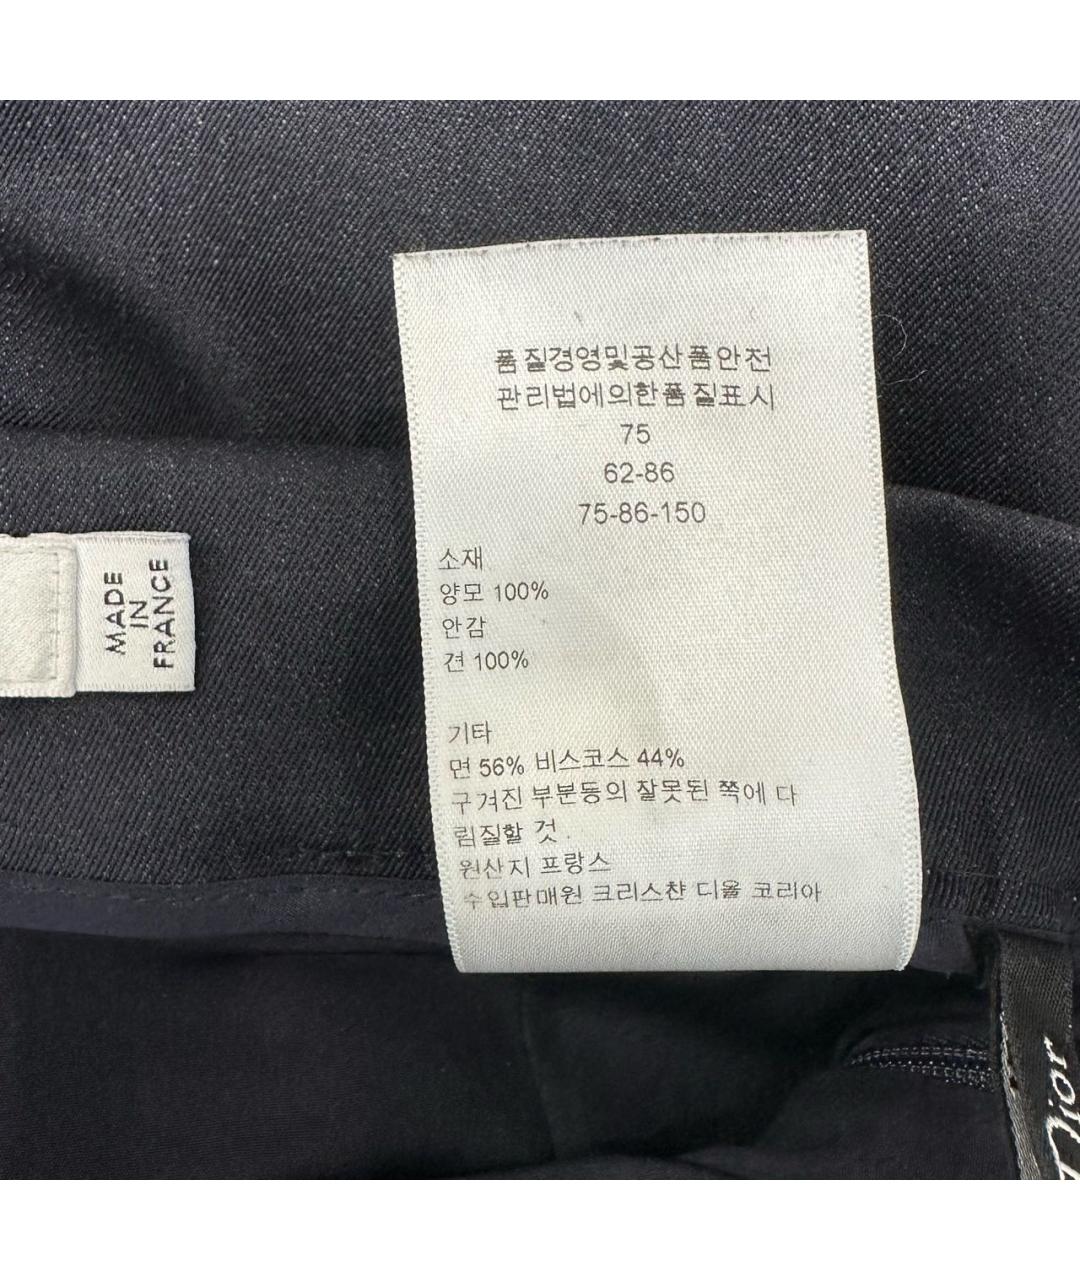 품질경영및공산품안전
관리법에의한품질표시
75
62-86
75-86-150
소재
양모 100%
안감
견 100%
기타
면 56% 비스코스 44%
구겨진 부분등의 잘못된 쪽에 다
림질할 것.
원산지 프랑스
수입판매원 크리스챤 디올 코리아
MADE
IN
FRANCE
Dior